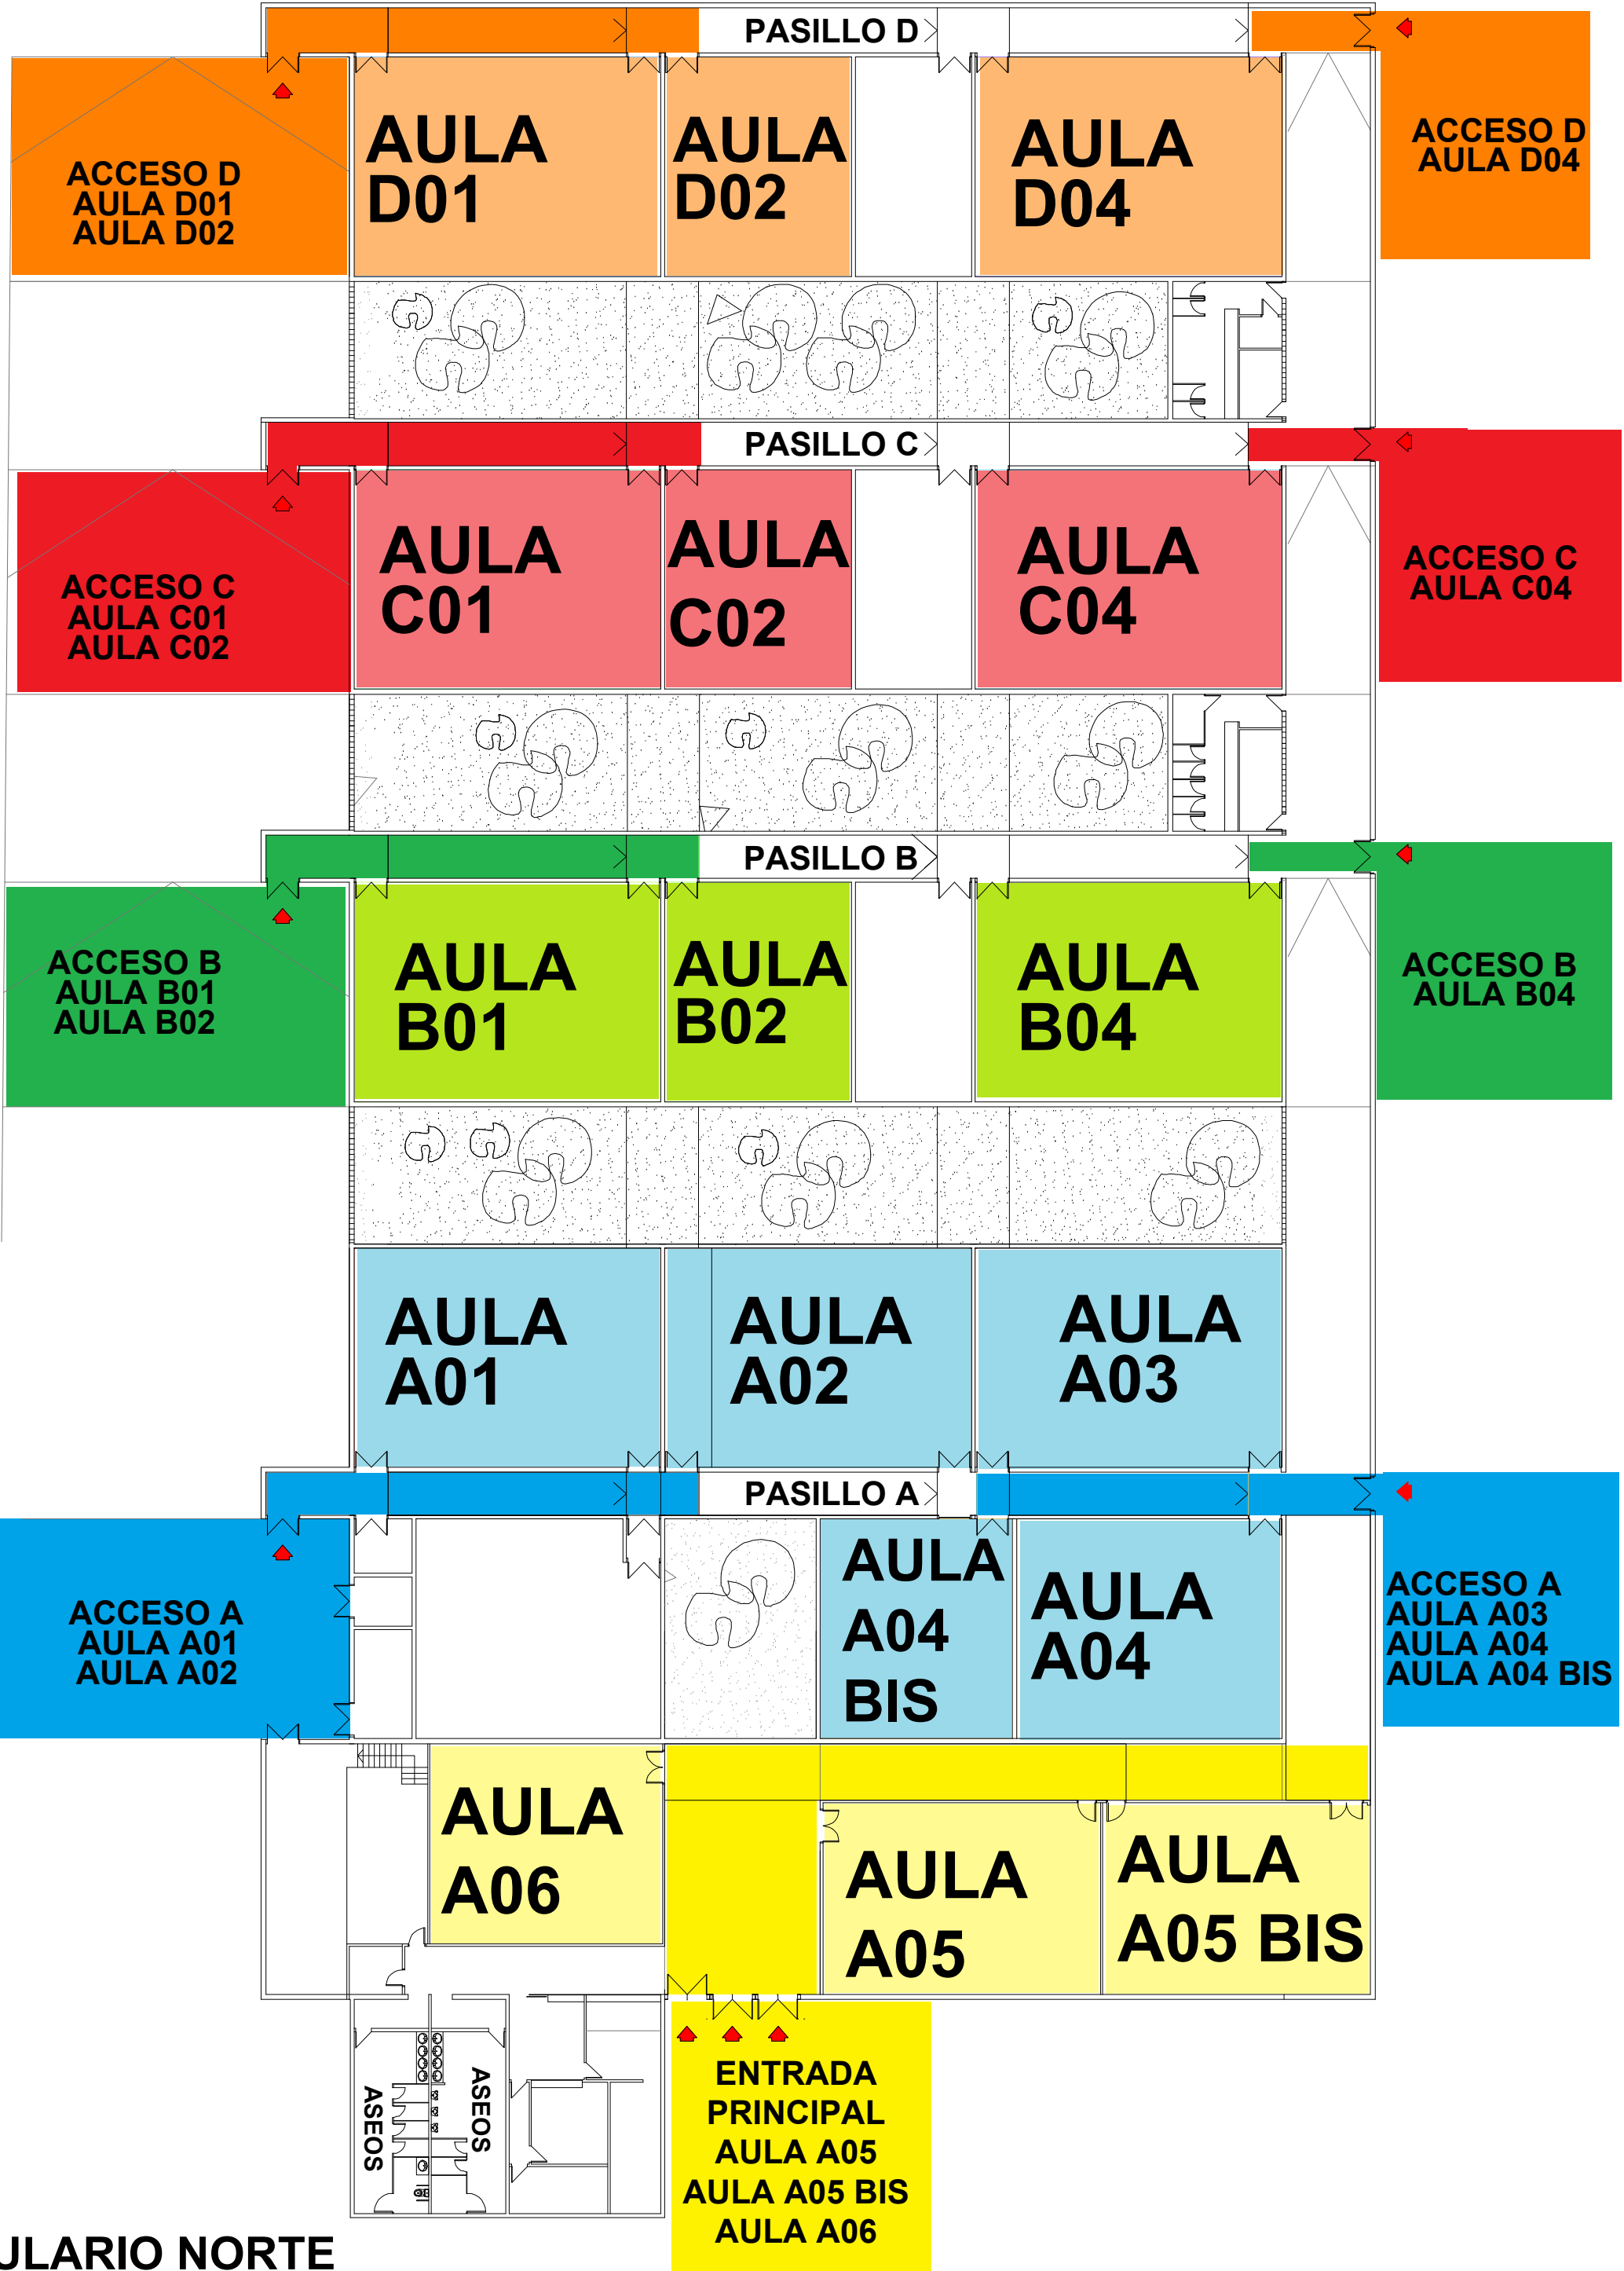 PASILLO D
ACCESO D
AULA D01
AULA D02
AULA
D01
AULA
D02
AULA
D04
ACCESO D
AULA D04
PASILLO C
ACCESO C
AULA C01
AULA C02
AULA
C01
AULA
C02
AULA
C04
ACCESO C
AULA C04
PASILLO B
ACCESO B
AULA B01
AULA B02
AULA
B01
AULA
B02
AULA
B04
ACCESO B
AULA B04
AULA
A01
AULA
A02
AULA
A03
PASILLO A
ACCESO A
AULA A01
AULA A02
AULA
A04
BIS
AULA
A04
ACCESO A
AULA A03
AULA A04
AULA A04 BIS
AULA
A06
AULA
A05
AULA
A05 BIS
ASEOS
ASEOS
ENTRADA
PRINCIPAL
AULA A05
AULA A05 BIS
AULA A06
ULARIO NORTE